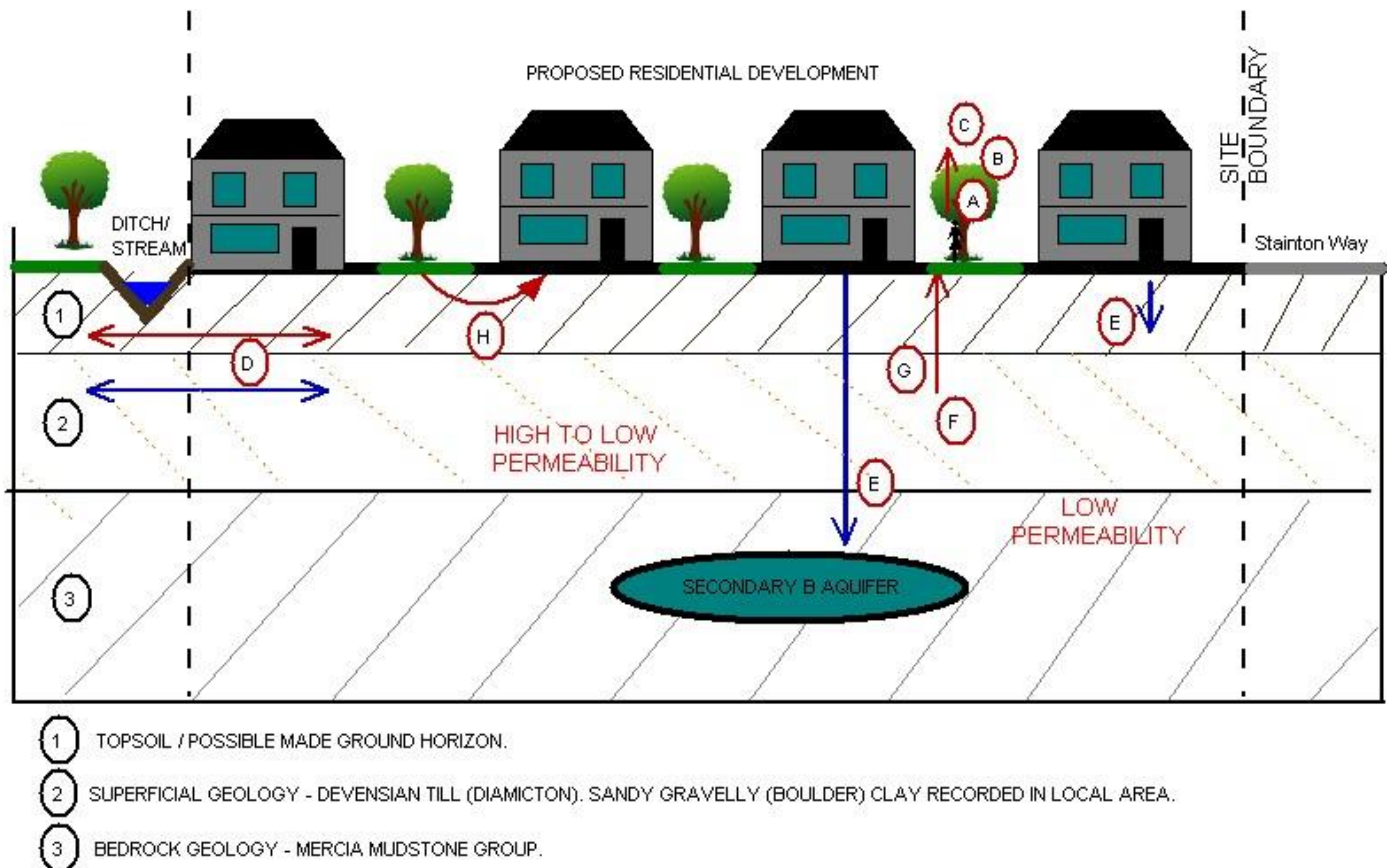 PROPOSED RESIDENTIAL DEVELOPMENT
SITE
BOUNDARY
C
B
A
DITCH/
STREAM
Stainton Way
1
H
E
D
G
2
F
HIGH TO LOW
PERMEABILITY
E
LOW
PERMEABILITY
3
SECONDARY B AQUIFER
1 TOPSOIL / POSSIBLE MADE GROUND HORIZON.
2 SUPERFICIAL GEOLOGY - DEVENSIAN TILL (DIAMICTON). SANDY GRAVELLY (BOULDER) CLAY RECORDED IN LOCAL AREA.
3 BEDROCK GEOLOGY - MERCIA MUDSTONE GROUP.